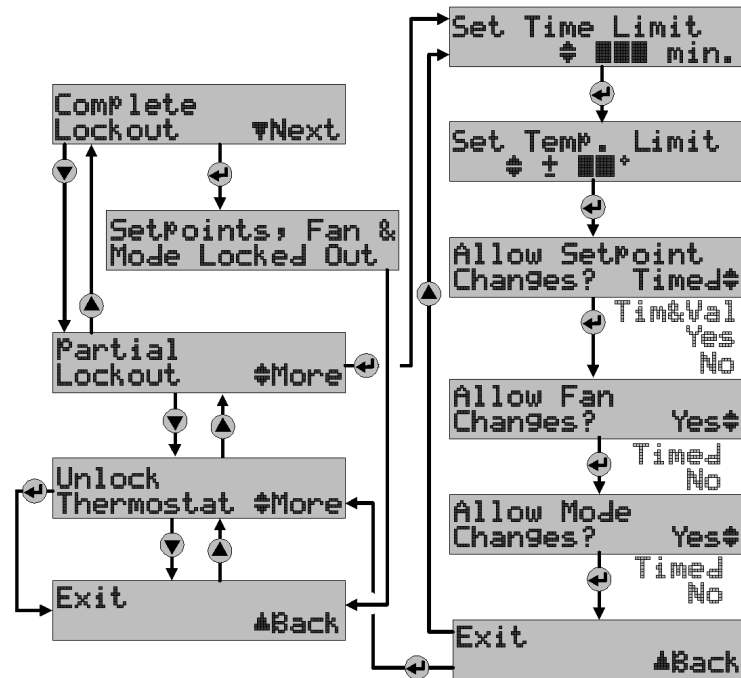 Complete
Lockout Next
Setpoints, Fan &
Mode Locked Out
Partial
Lockout More
Unlock
Thermostat More
Exit
Back
Set Time Limit
min.
Set Temp. Limit
± °
Allow Setpoint
Changes? Timed
Tim&Val
Yes
No
Allow Fan
Changes? Yes
Timed
No
Allow Mode
Changes? Yes
Timed
No
Exit
Back